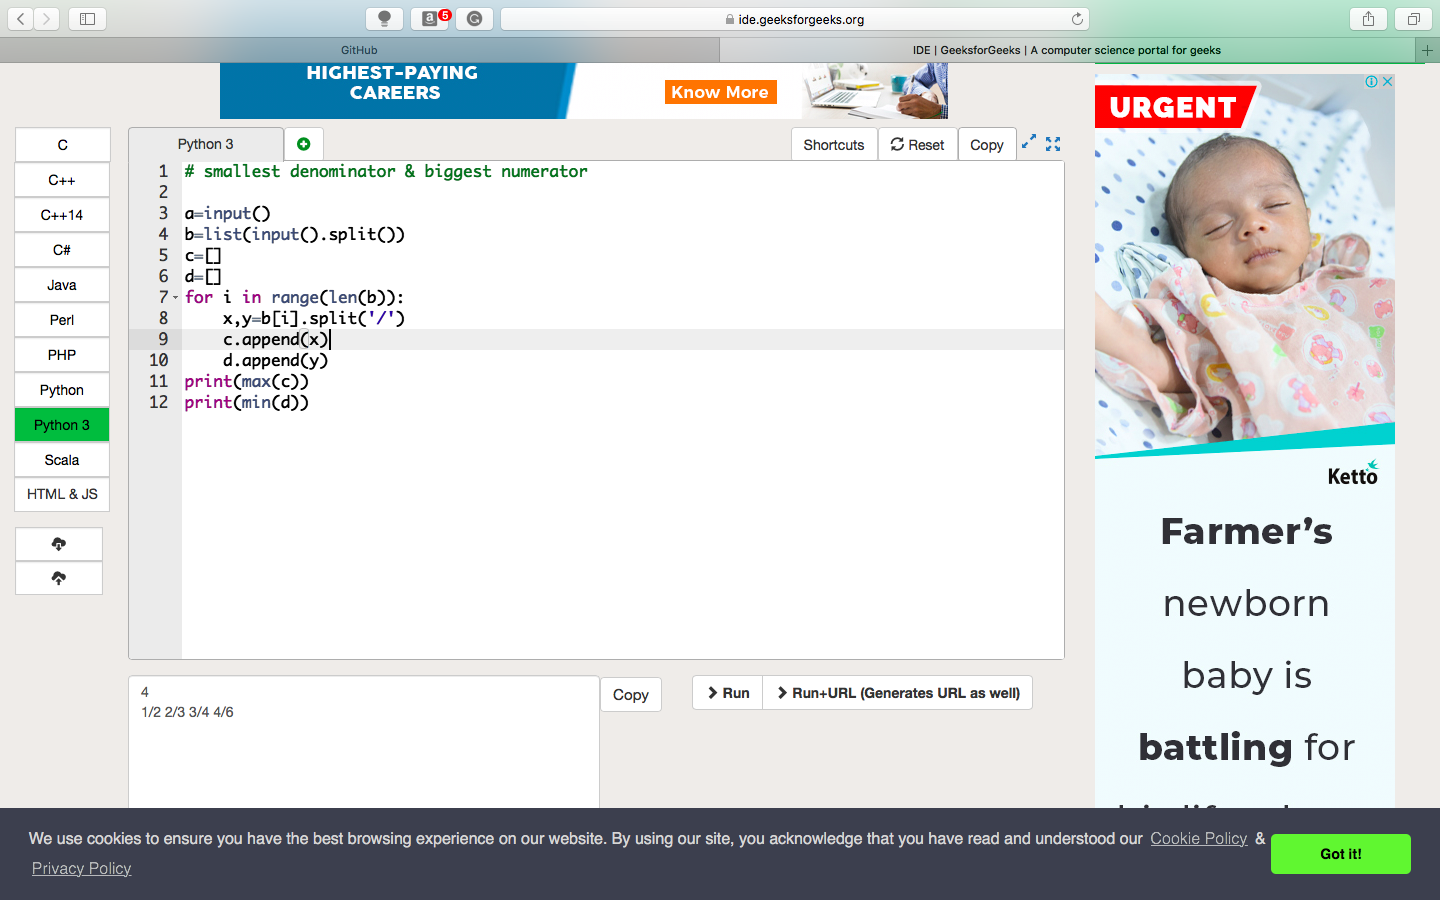 5
ide.geeksforgeeks.org
GitHub
IDE | GeeksforGeeks | A computer science portal for geeks
HIGHEST-PAYING
CAREERS
Know More
URGENT
C
C++
C++14
C#
Java
Perl
PHP
Python
Python 3
Scala
HTML & JS
Python 3
Shortcuts
Reset
Copy
1 # smallest denominator & biggest numerator
2
3 a=input()
4 b=list(input().split())
5 c=[]
6 d=[]
7 for i in range(len(b)):
8     x,y=b[i].split('/')
9     c.append(x)
10     d.append(y)
11 print(max(c))
12 print(min(d))
4
1/2 2/3 3/4 4/6
Copy
Run
Run+URL (Generates URL as well)
Ketto
Farmer's
newborn
baby is
battling for
We use cookies to ensure you have the best browsing experience on our website. By using our site, you acknowledge that you have read and understood our Cookie Policy &
Privacy Policy
Got it!